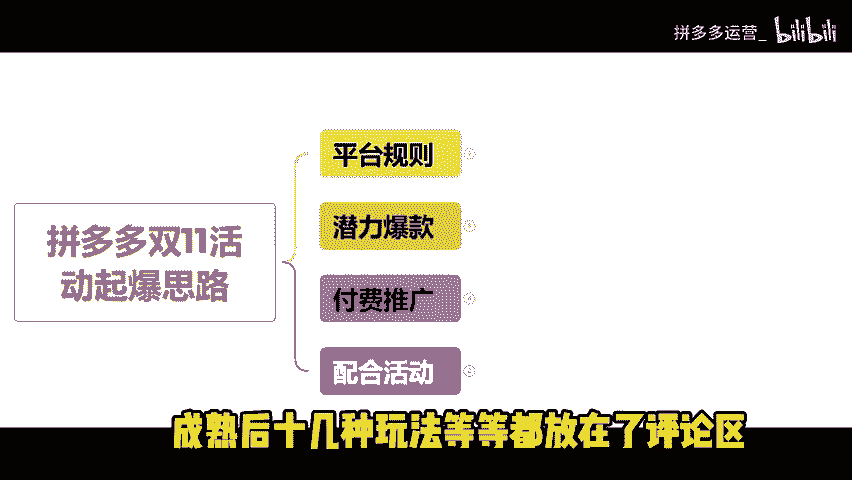 拼多多运营_ bilibili
平台规则
潜力爆款
拼多多双11活
动起爆思路
付费推广
配合活动
成熟后十几种玩法等等都放在了评论区